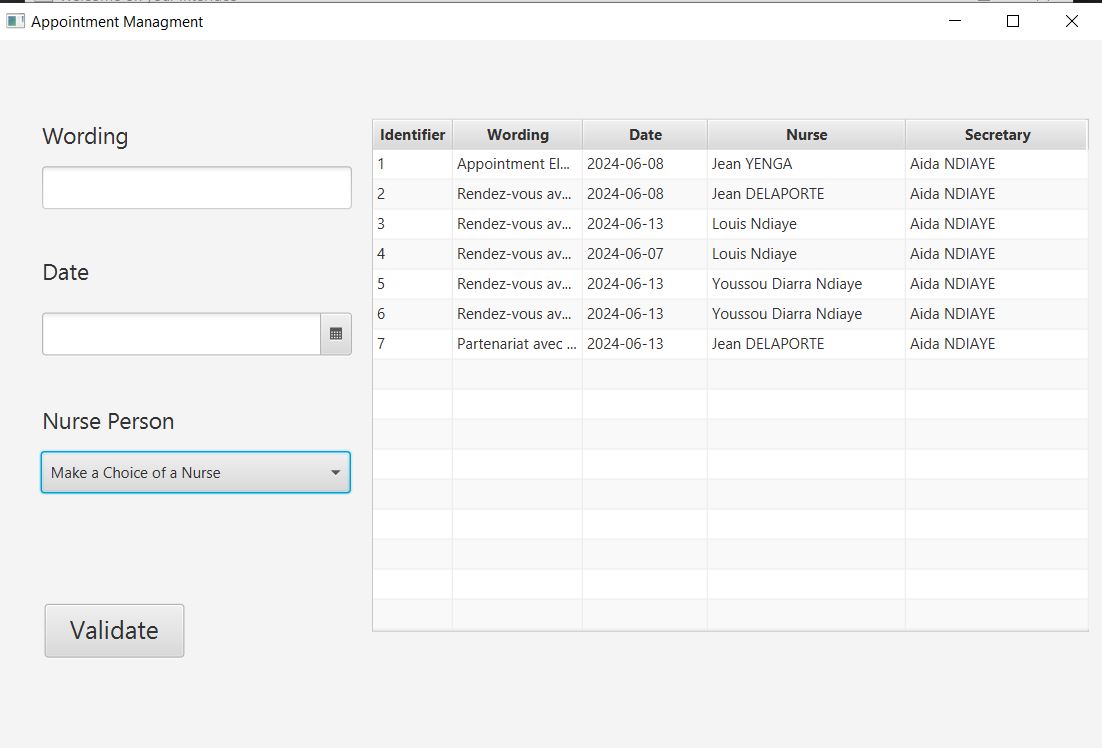 Appointment Managment
Wording
Date
Nurse Person
Make a Choice of a Nurse
Validate
Identifier Wording Date Nurse Secretary
1 Appointment El... 2024-06-08 Jean YENGA Aida NDIAYE
2 Rendez-vous av... 2024-06-08 Jean DELAPORTE Aida NDIAYE
3 Rendez-vous av... 2024-06-13 Louis Ndiaye Aida NDIAYE
4 Rendez-vous av... 2024-06-07 Louis Ndiaye Aida NDIAYE
5 Rendez-vous av... 2024-06-13 Youssou Diarra Ndiaye Aida NDIAYE
6 Rendez-vous av... 2024-06-13 Youssou Diarra Ndiaye Aida NDIAYE
7 Partenariat avec ... 2024-06-13 Jean DELAPORTE Aida NDIAYE